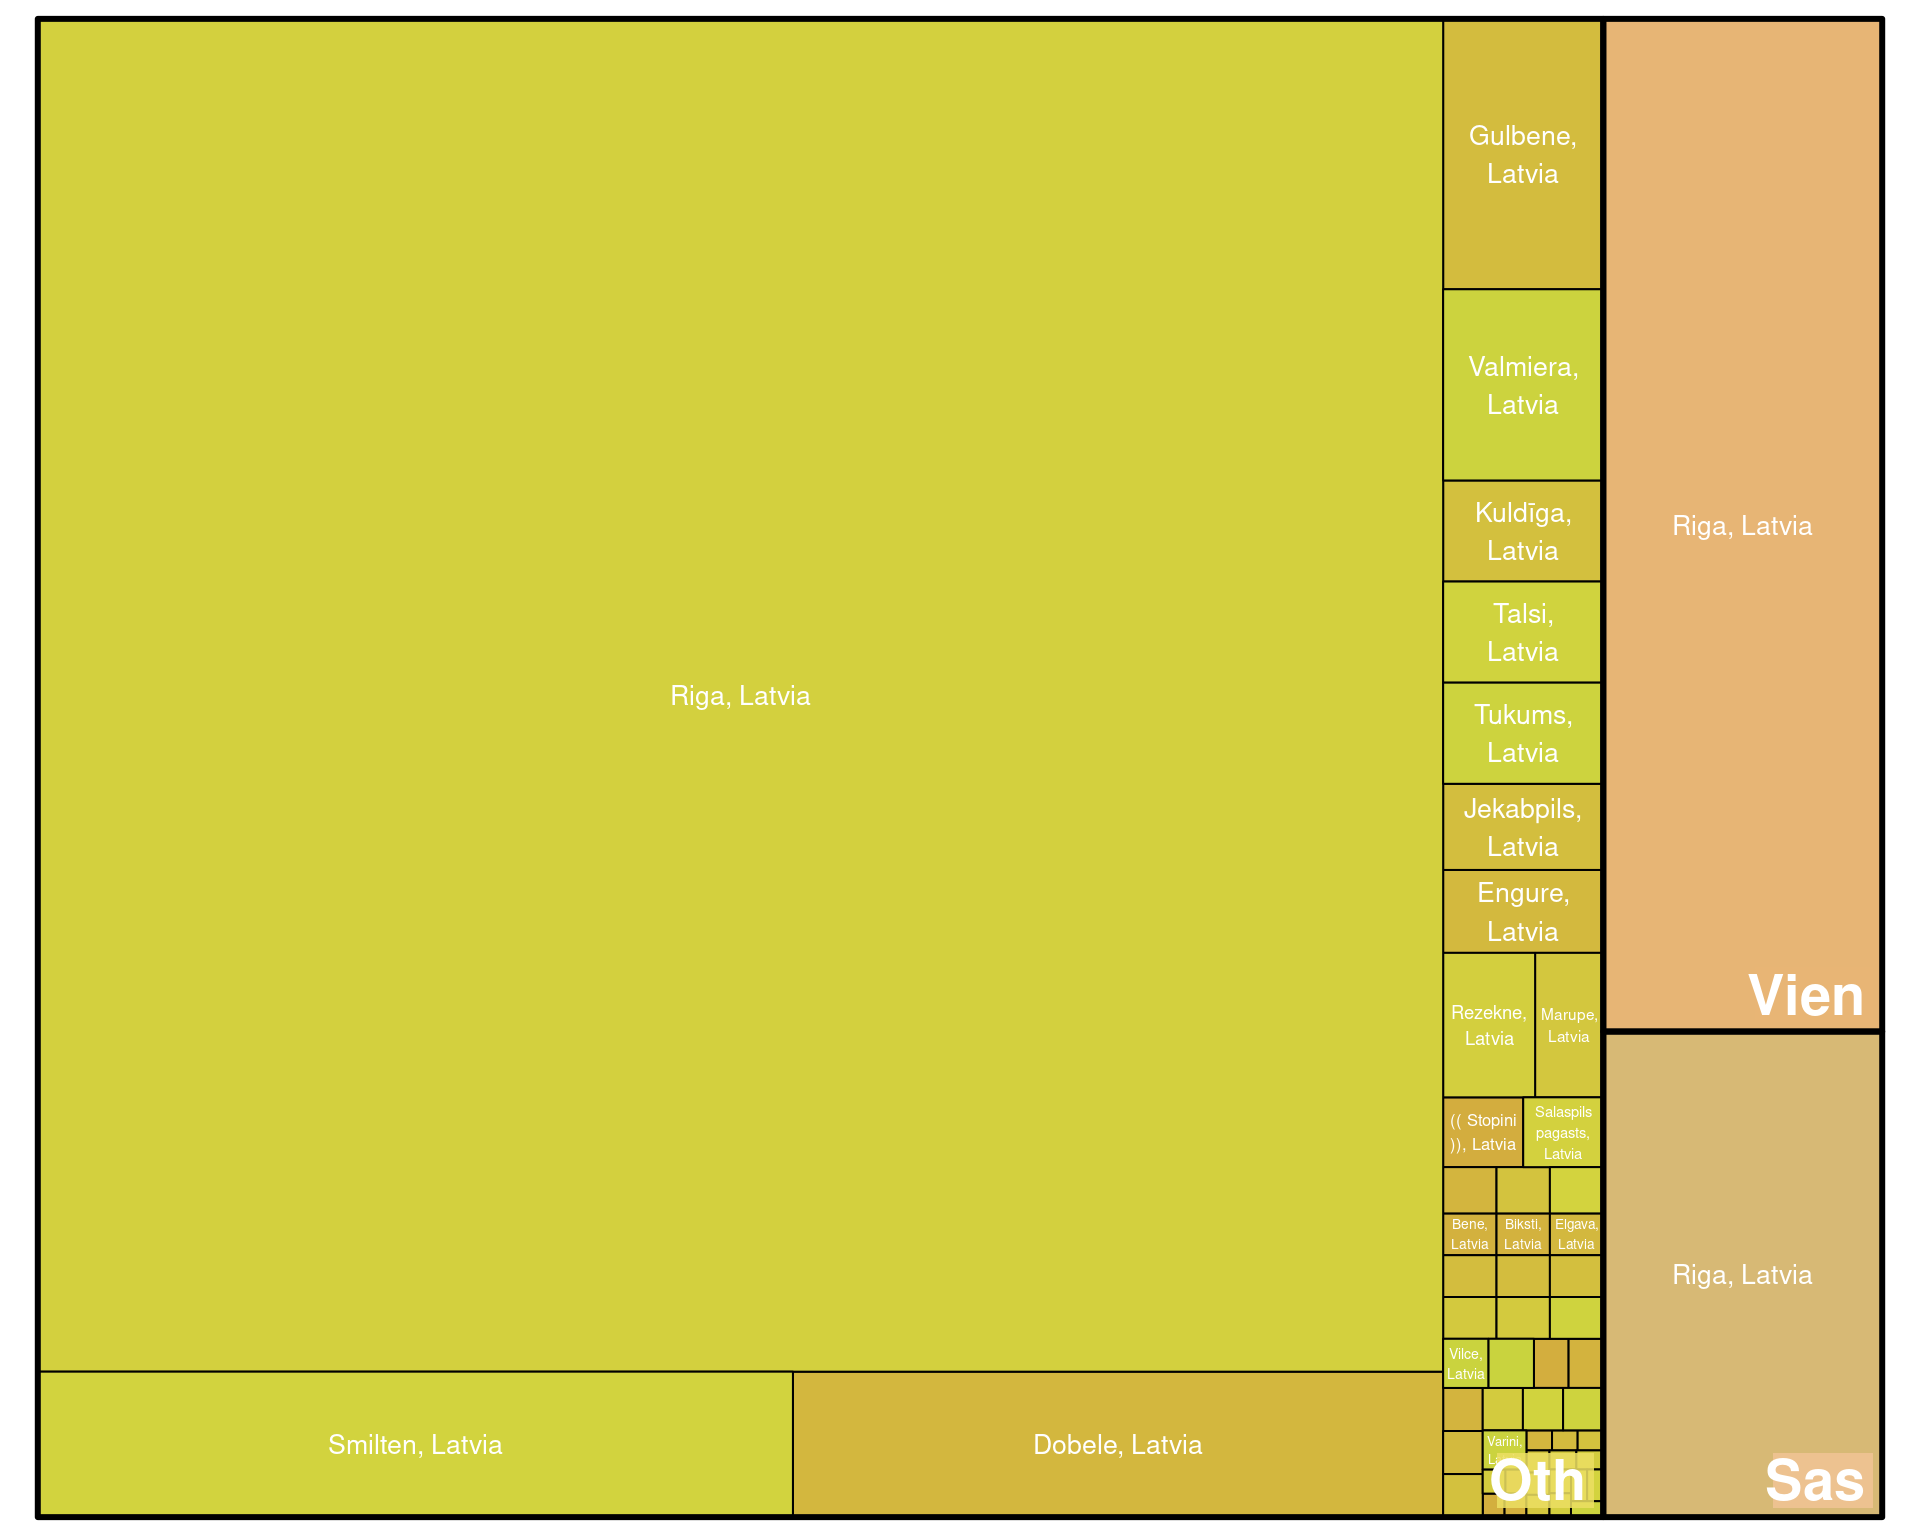 Riga, Latvia
Smilten, Latvia
Dobele, Latvia
Gulbene,
Latvia
Valmiera,
Latvia
Kuldīga,
Latvia
Talsi,
Latvia
Tukums,
Latvia
Jekabpils,
Latvia
Engure,
Latvia
Rezekne,
Latvia
Marupe,
Latvia
(( Stopini
)), Latvia
Salaspils
pagasts,
Latvia
Bene,
Latvia
Biksti,
Latvia
Elgava,
Latvia
Vilce,
Latvia
Varini,
Oth
Riga, Latvia
Vien
Riga, Latvia
Sas